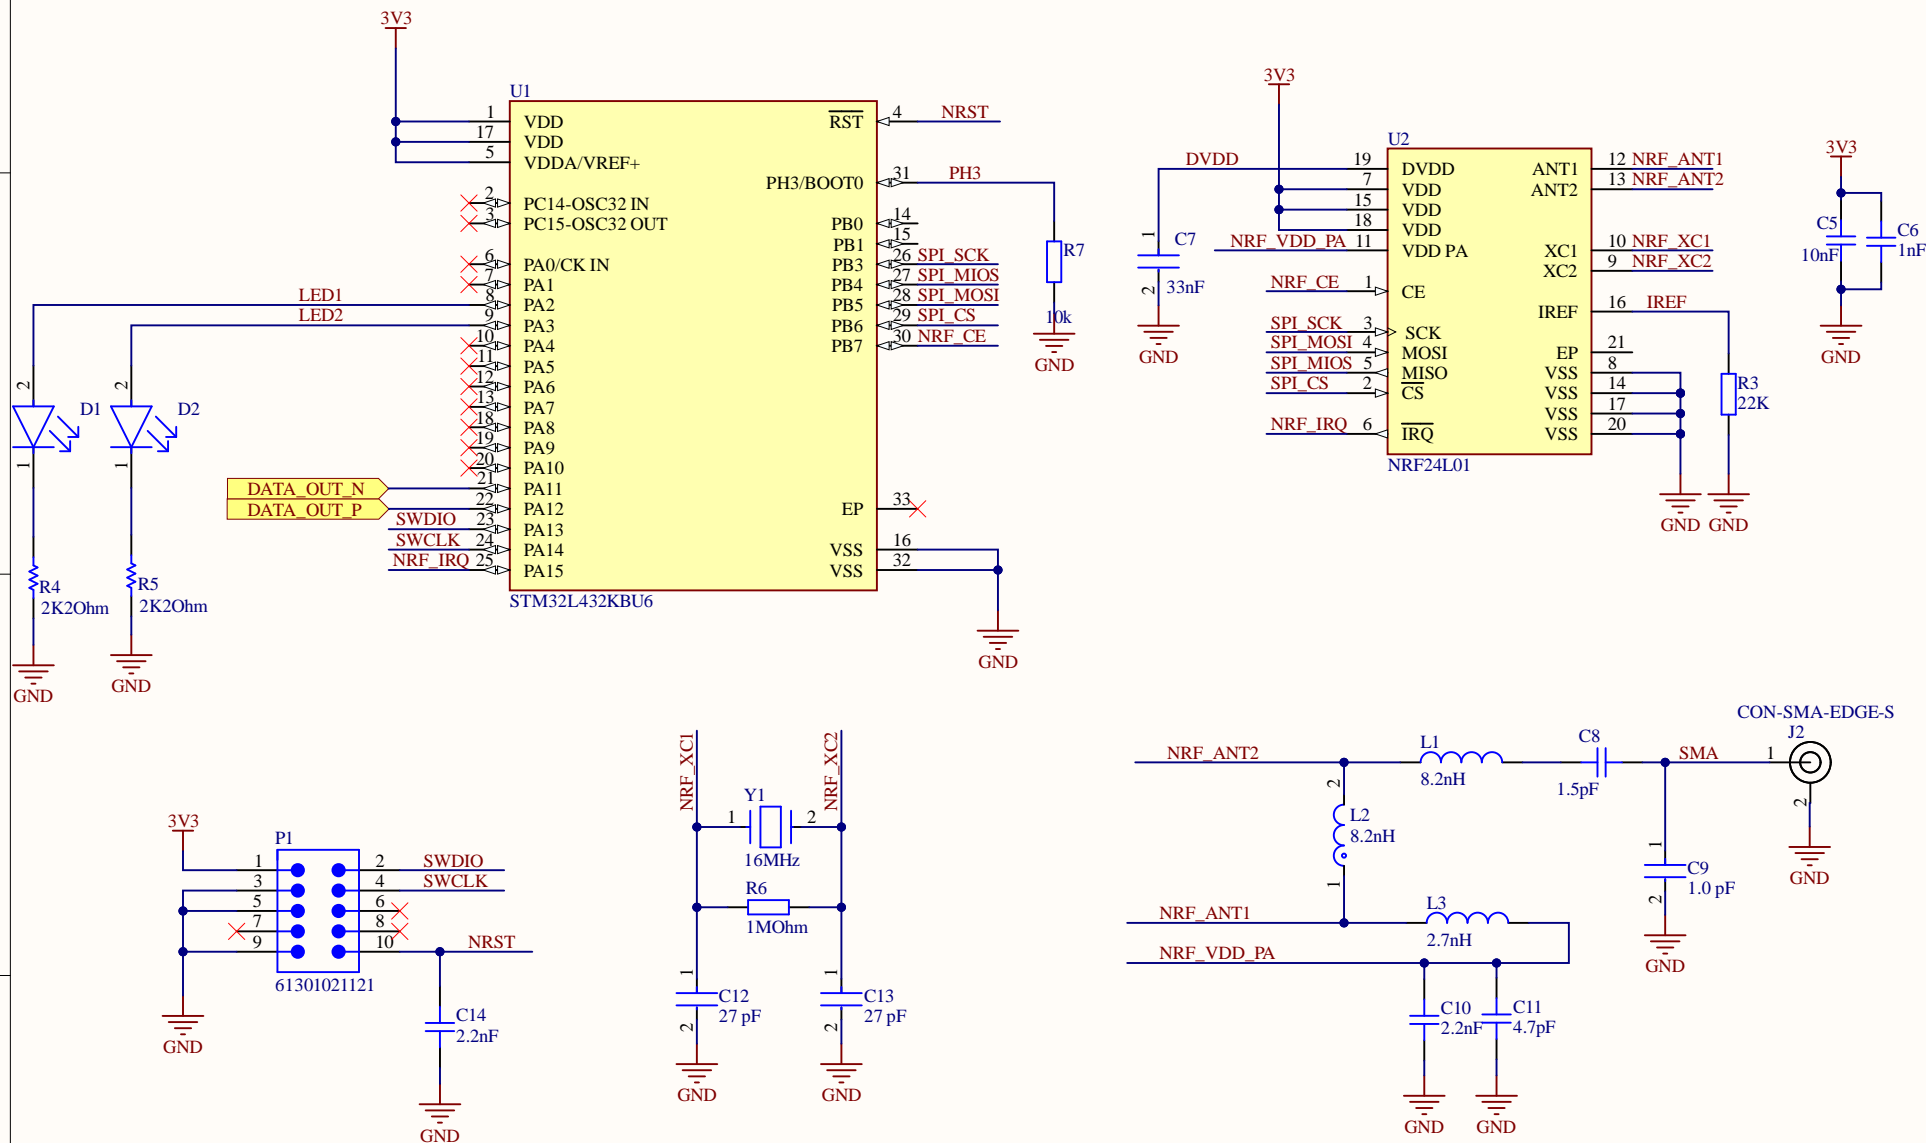 3V3
U1
1 VDD
17 VDD
5 VDDA/VREF+
2 PC14-OSC32 IN
3 PC15-OSC32 OUT
6 PA0/CK IN
7 PA1
LED1 8 PA2
LED2 9 PA3
10 PA4
11 PA5
12 PA6
13 PA7
18 PA8
19 PA9
20 PA10
DATA_OUT_N 21 PA11
DATA_OUT_P 22 PA12
SWDIO 23 PA13
SWCLK 24 PA14
NRF_IRQ 25 PA15
RST 4 NRST
PH3/BOOT0 31 PH3
PB0 14
PB1 15
PB3 26 SPI_SCK
PB4 27 SPI_MIOS
PB5 28 SPI_MOSI
PB6 29 SPI_CS
PB7 30 NRF_CE
EP 33
VSS 16
VSS 32
STM32L432KBU6
GND
R7
10k
GND
2
D1
1
2
D2
1
R4
2K2Ohm
GND
R5
2K2Ohm
GND
3V3
U2
DVDD 19 DVDD
7 VDD
15 VDD
18 VDD
NRF_VDD_PA 11 VDD PA
NRF_CE 1 CE
SPI_SCK 3 SCK
SPI_MOSI 4 MOSI
SPI_MIOS 5 MISO
SPI_CS 2 CS
NRF_IRQ 6 IRQ
ANT1 12 NRF_ANT1
ANT2 13 NRF_ANT2
XC1 10 NRF_XC1
XC2 9 NRF_XC2
IREF 16 IREF
EP 21
VSS 8
VSS 14
VSS 17
VSS 20
NRF24L01
1
C7
2
33nF
GND
R3
22K
GND
GND
3V3
C5
10nF
C6
1nF
GND
3V3
P1
1 2 SWDIO
3 4 SWCLK
5 6
7 8
9 10 NRST
61301021121
GND
C14
2.2nF
GND
NRF_XC1
NRF_XC2
Y1
1 2
16MHz
R6
1MOhm
1
C12
27 pF
2
GND
1
C13
27 pF
2
GND
CON-SMA-EDGE-S
J2
NRF_ANT2
L1
8.2nH
C8
1.5pF
SMA
1
2
GND
2
L2
8.2nH
1
1
C9
1.0 pF
2
GND
NRF_ANT1
L3
2.7nH
NRF_VDD_PA
C10
2.2nF
GND
C11
4.7pF
GND